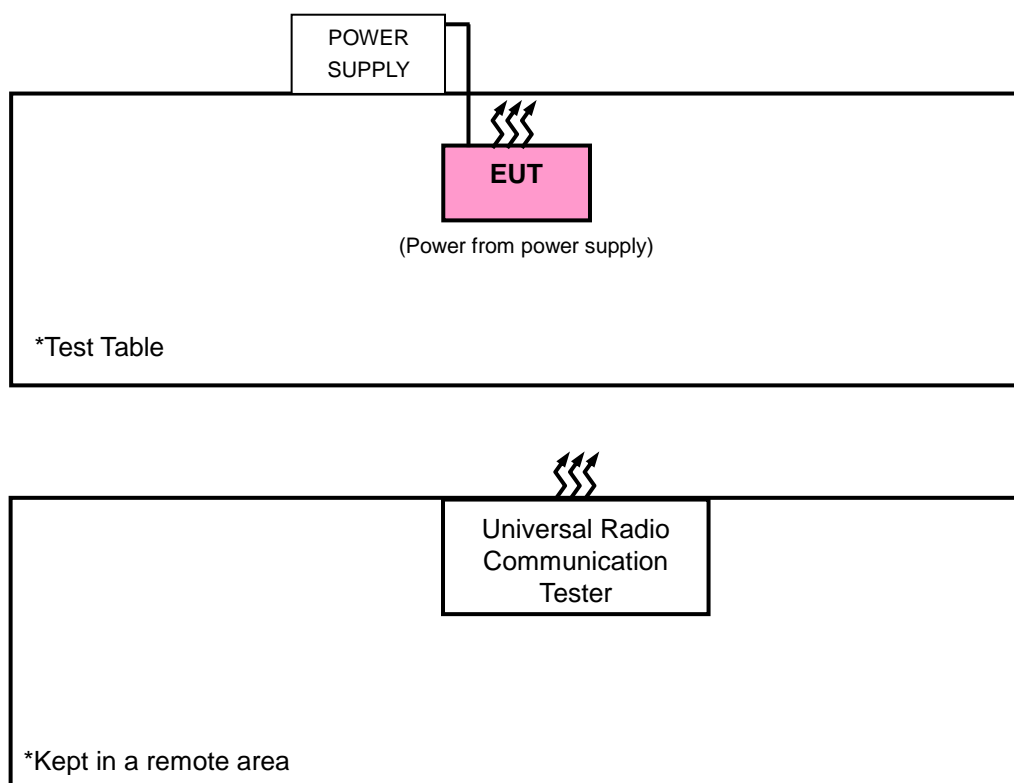 POWER
SUPPLY
EUT
(Power from power supply)
*Test Table
Universal Radio
Communication
Tester
*Kept in a remote area